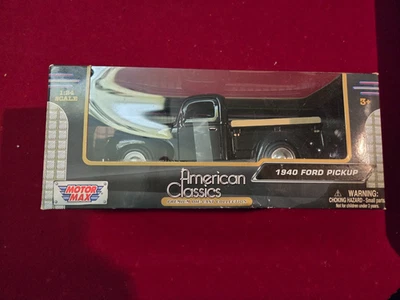 1:24
SCALE
3+
American
Classics
1940 FORD PICKUP
MOTOR
MAX
WARNING:
CHOKING HAZARD - Small parts
Not for children under 3 years.